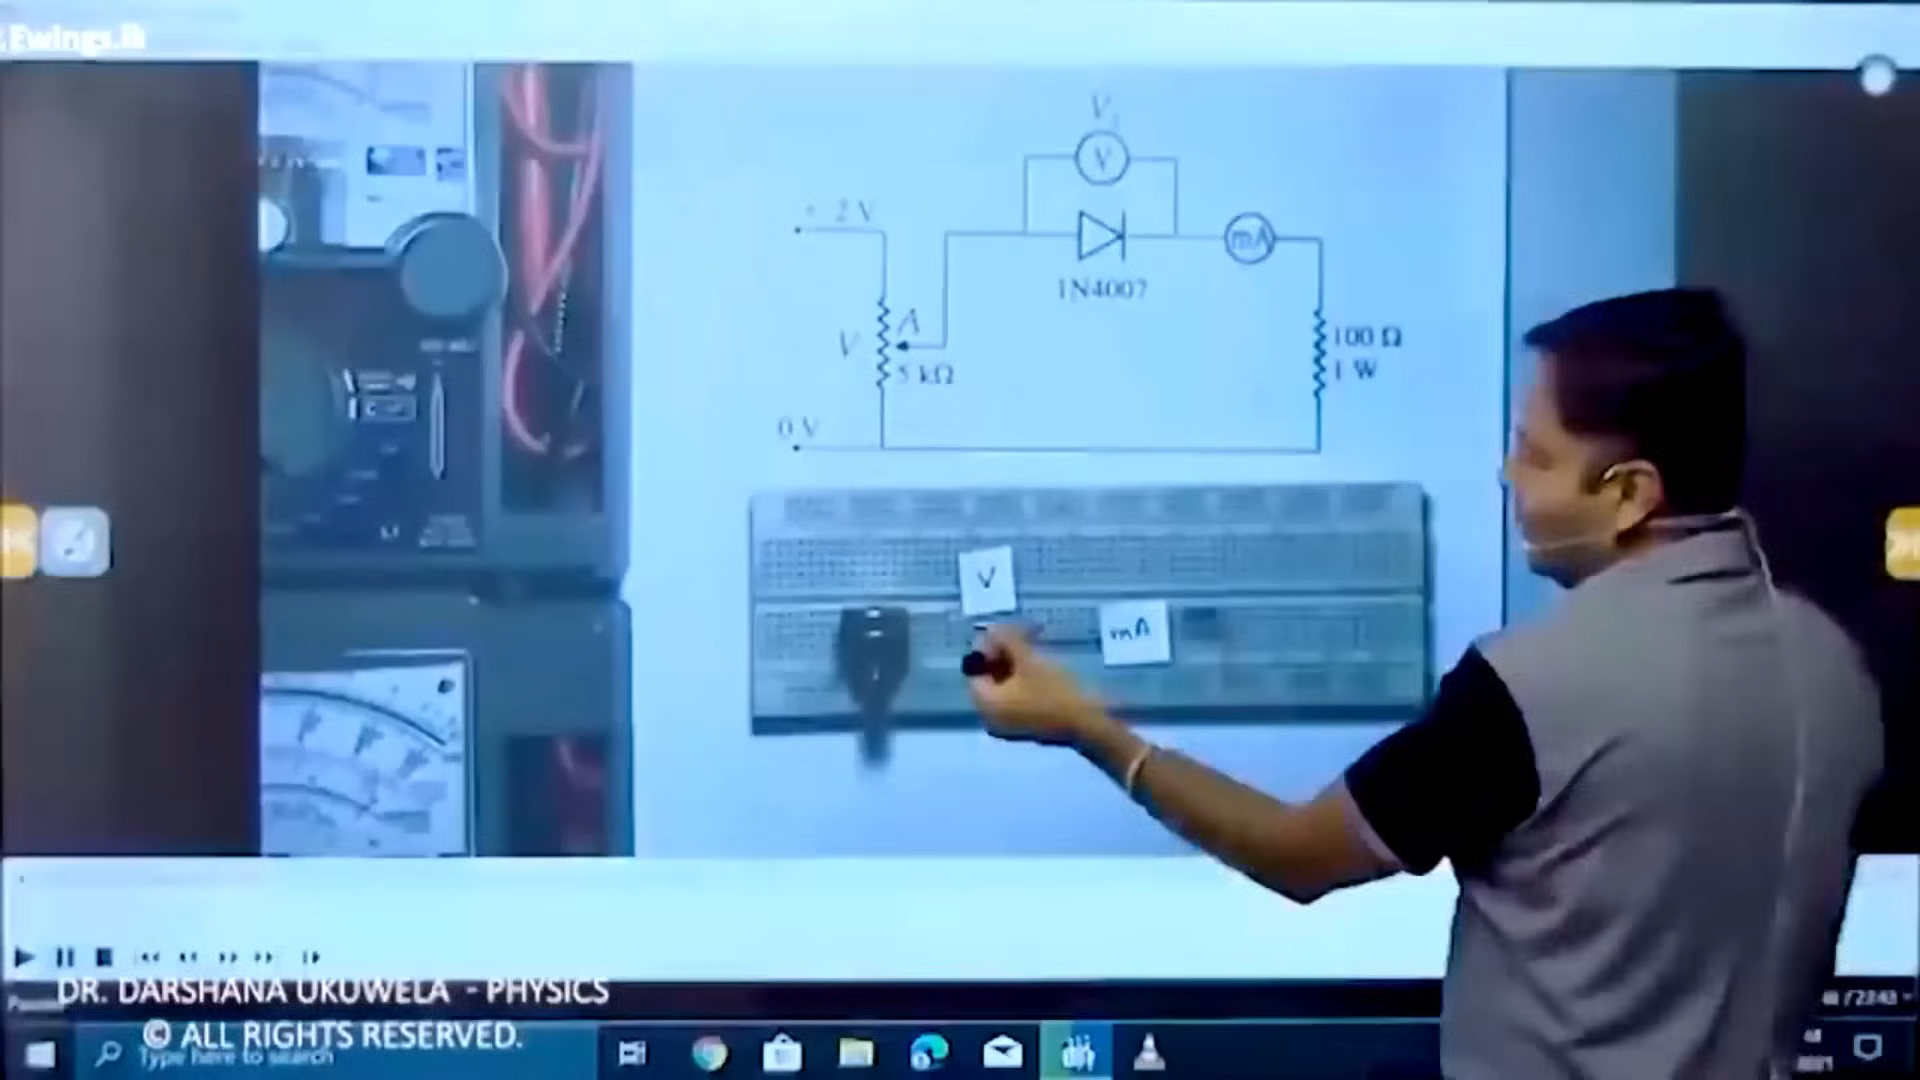 Ewings.lk
V₁
V
+ 2 V
mA
1N4007
A
V
5 kΩ
100 Ω
1 W
0 V
V
mA
DR. DARSHANA UKUWELA - PHYSICS
© ALL RIGHTS RESERVED.
Type here to search